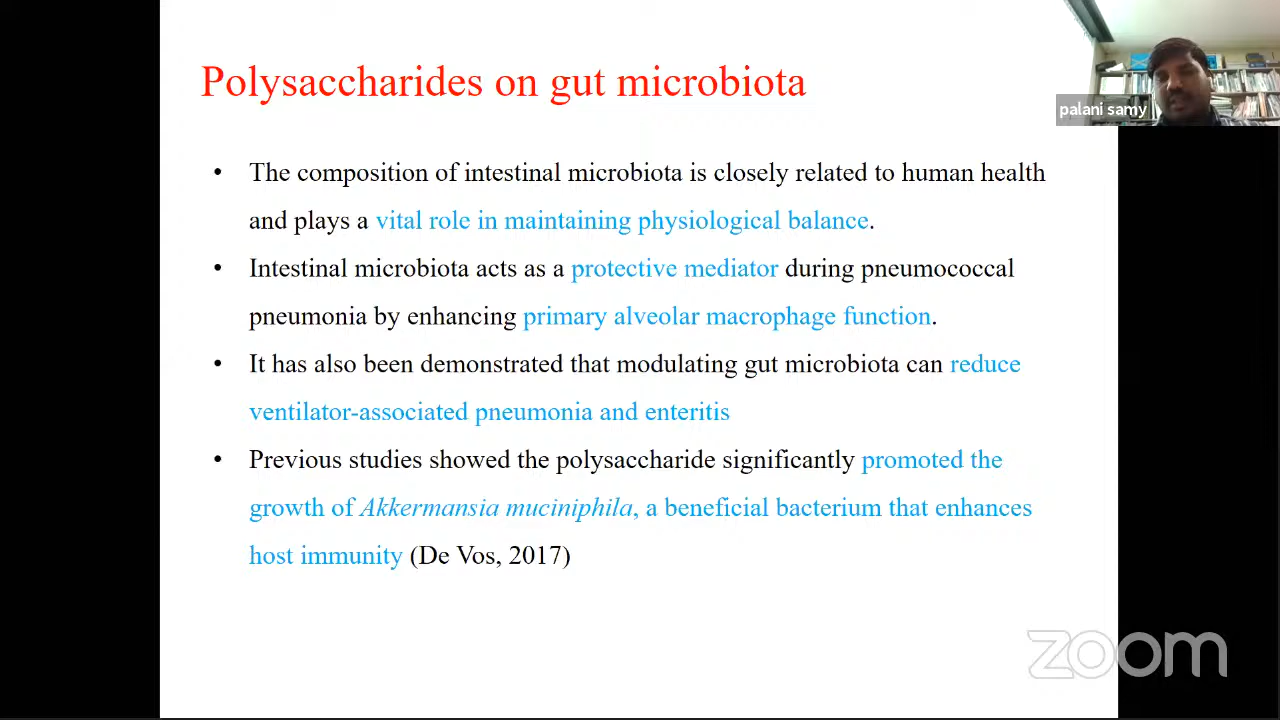 Polysaccharides on gut microbiota
palani samy
• The composition of intestinal microbiota is closely related to human health
and plays a vital role in maintaining physiological balance.
• Intestinal microbiota acts as a protective mediator during pneumococcal
pneumonia by enhancing primary alveolar macrophage function.
• It has also been demonstrated that modulating gut microbiota can reduce
ventilator-associated pneumonia and enteritis
• Previous studies showed the polysaccharide significantly promoted the
growth of Akkermansia muciniphila, a beneficial bacterium that enhances
host immunity (De Vos, 2017)
zoom